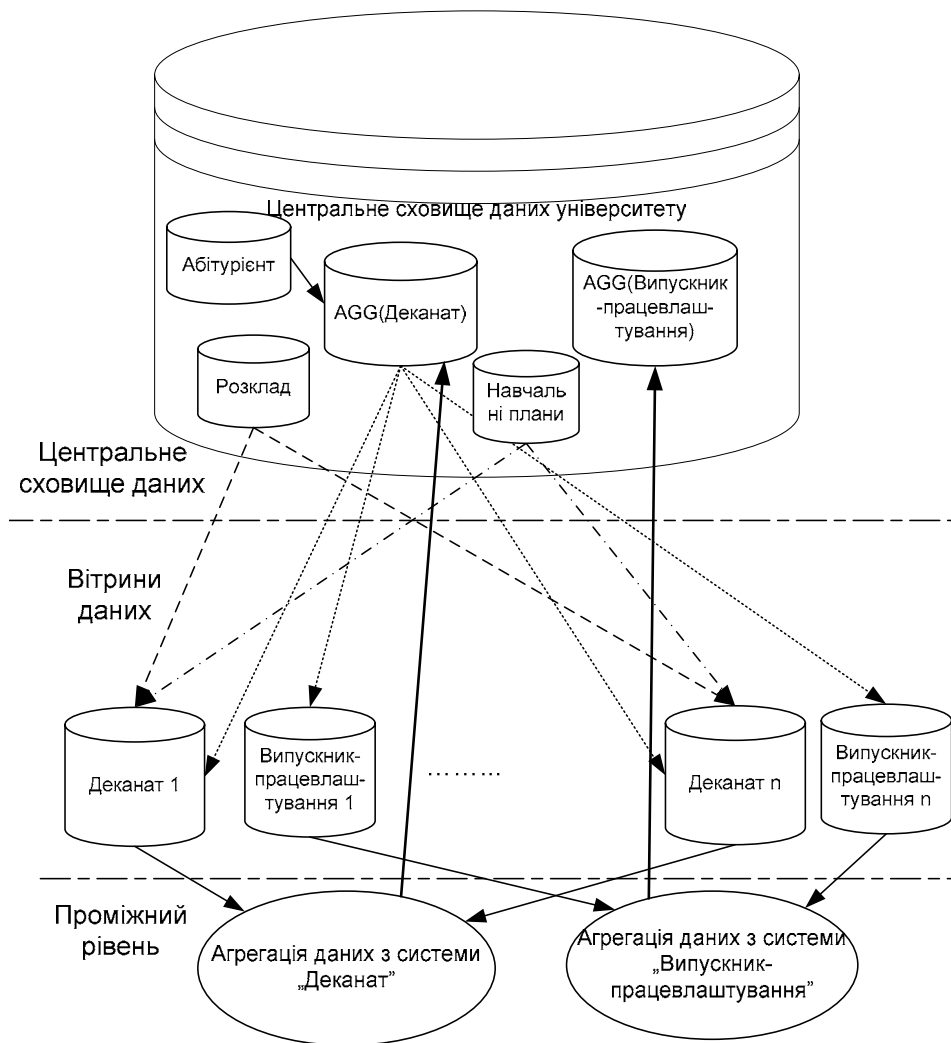 Центральне сховище даних університету
Абітурієнт
AGG(Деканат)
AGG(Випускник
-працевлаш-
тування)
Розклад
Навчаль
ні плани
Центральне
сховище даних
Вітрини
даних
Деканат 1
Випускник-
працевлаш-
тування 1
………
Деканат n
Випускник-
працевлаш-
тування n
Проміжний
рівень
Агрегація даних з системи
„Деканат”
Агрегація даних з системи
„Випускник-
працевлаштування”